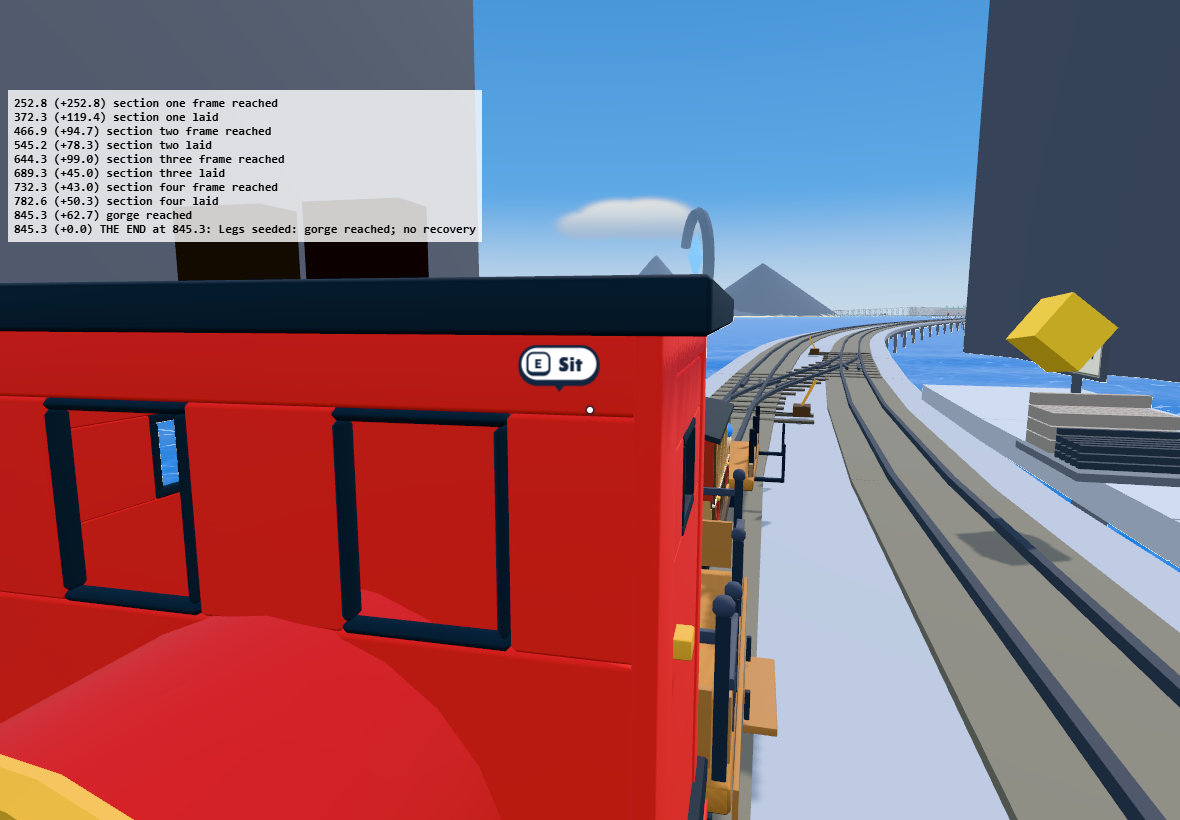 252.8 (+252.8) section one frame reached
372.3 (+119.4) section one laid
466.9 (+94.7) section two frame reached
545.2 (+78.3) section two laid
644.3 (+99.0) section three frame reached
689.3 (+45.0) section three laid
732.3 (+43.0) section four frame reached
782.6 (+50.3) section four laid
845.3 (+62.7) gorge reached
845.3 (+0.0) THE END at 845.3: Legs seeded: gorge reached; no recovery
E Sit